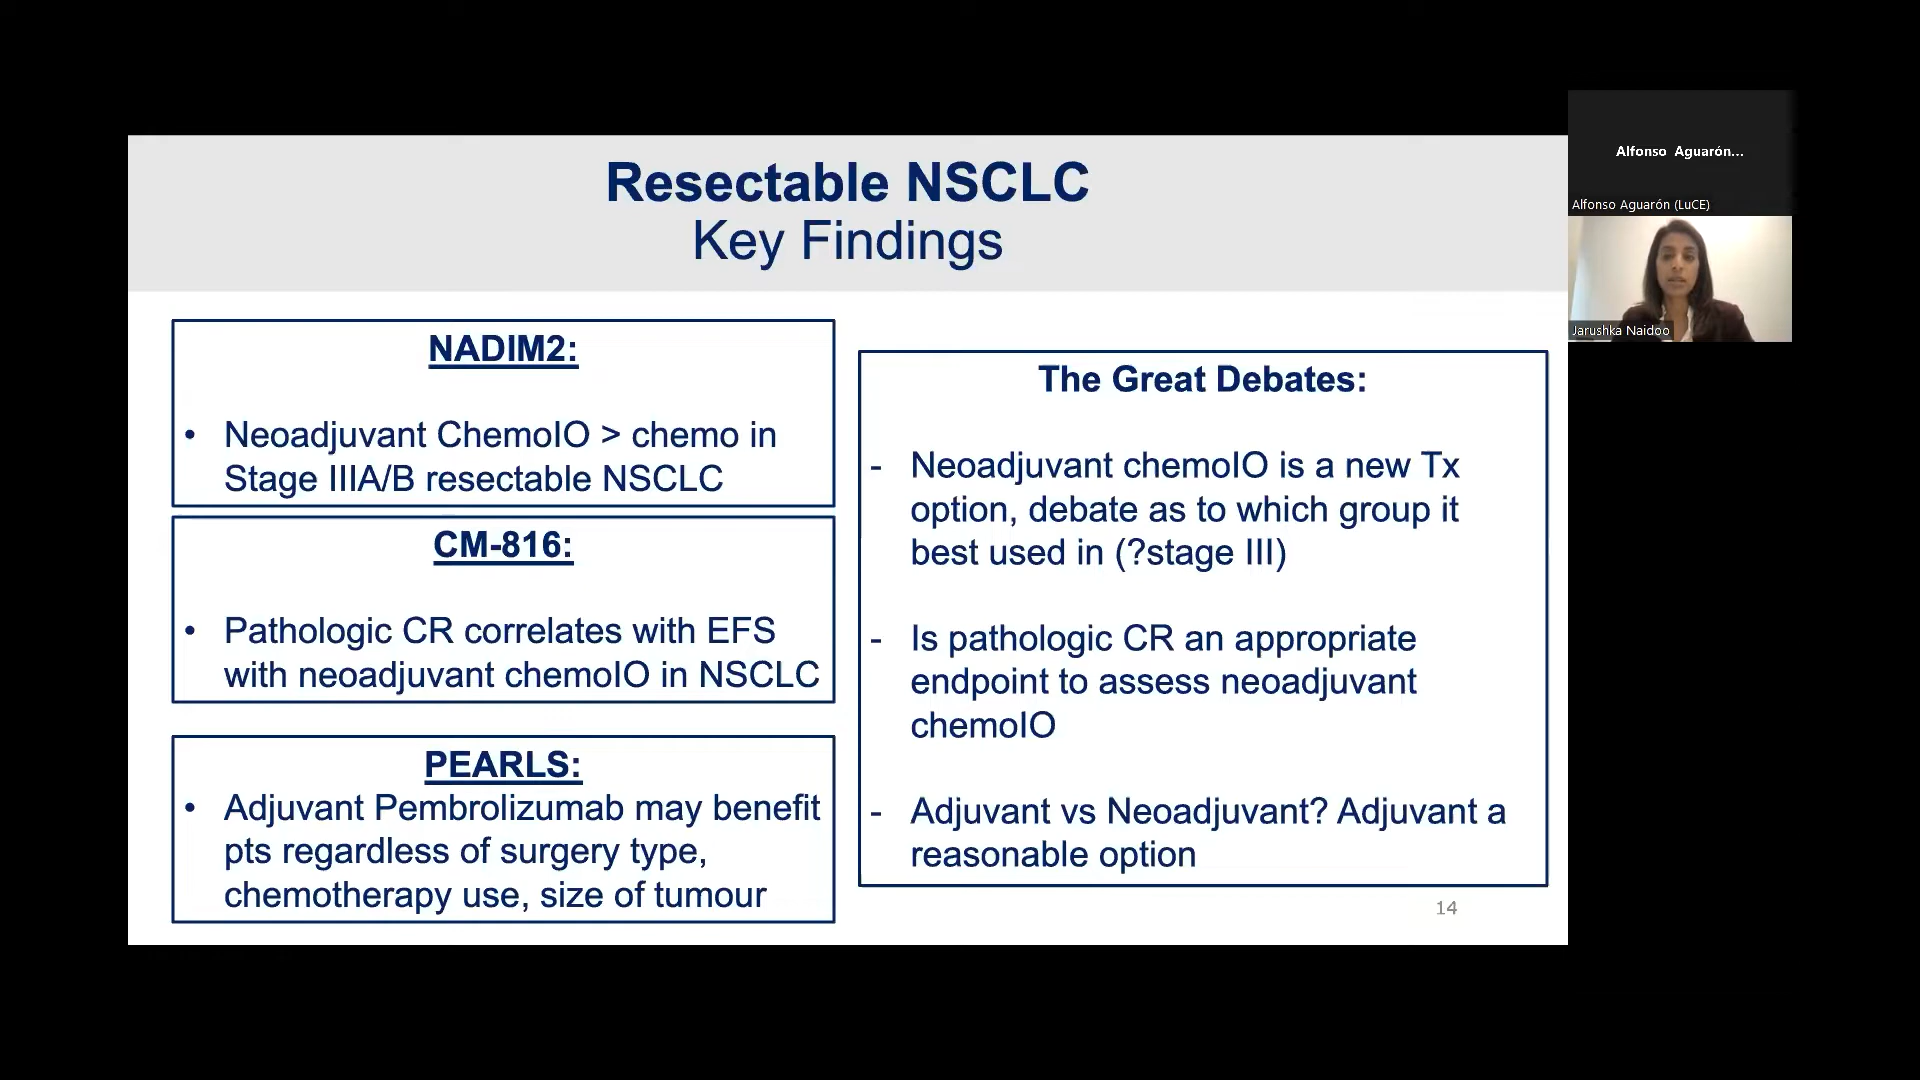 Resectable NSCLC
Key Findings
NADIM2:
• Neoadjuvant ChemoIO > chemo in
Stage IIIA/B resectable NSCLC
CM-816:
• Pathologic CR correlates with EFS
with neoadjuvant chemoIO in NSCLC
PEARLS:
• Adjuvant Pembrolizumab may benefit
pts regardless of surgery type,
chemotherapy use, size of tumour
The Great Debates:
- Neoadjuvant chemoIO is a new Tx
option, debate as to which group it
best used in (?stage III)
- Is pathologic CR an appropriate
endpoint to assess neoadjuvant
chemoIO
- Adjuvant vs Neoadjuvant? Adjuvant a
reasonable option
14
Alfonso Aguarón...
Alfonso Aguarón (LuCE)
Jarushka Naidoo